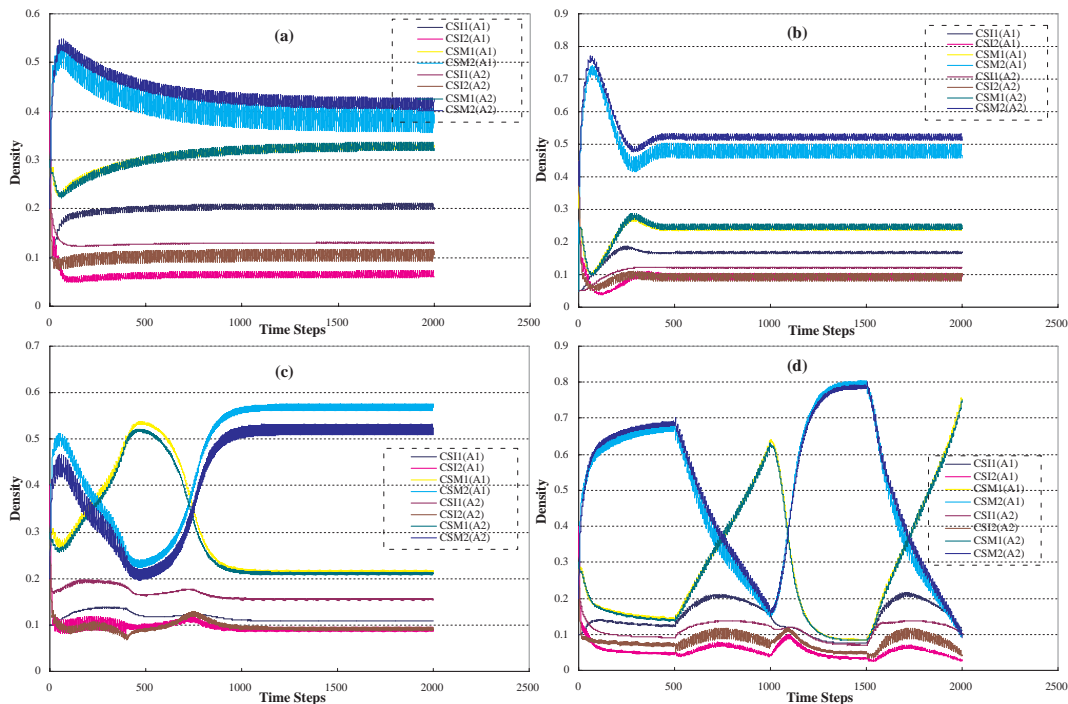 (a)
0.6
0.5
0.4
0.3
0.2
0.1
0
Density
0
500
1000
1500
2000
2500
Time Steps
CSI1(A1)
CSI2(A1)
CSM1(A1)
CSM2(A1)
CSI1(A2)
CSI2(A2)
CSM1(A2)
CSM2(A2)
(b)
0.9
0.8
0.7
0.6
0.5
0.4
0.3
0.2
0.1
0
Density
0
500
1000
1500
2000
2500
Time Steps
CSI1(A1)
CSI2(A1)
CSM1(A1)
CSM2(A1)
CSI1(A2)
CSI2(A2)
CSM1(A2)
CSM2(A2)
(c)
0.7
0.6
0.5
0.4
0.3
0.2
0.1
0
Density
0
500
1000
1500
2000
2500
Time Steps
CSI1(A1)
CSI2(A1)
CSM1(A1)
CSM2(A1)
CSI1(A2)
CSI2(A2)
CSM1(A2)
CSM2(A2)
(d)
0.9
0.8
0.7
0.6
0.5
0.4
0.3
0.2
0.1
0
Density
0
500
1000
1500
2000
2500
Time Steps
CSI1(A1)
CSI2(A1)
CSM1(A1)
CSM2(A1)
CSI1(A2)
CSI2(A2)
CSM1(A2)
CSM2(A2)